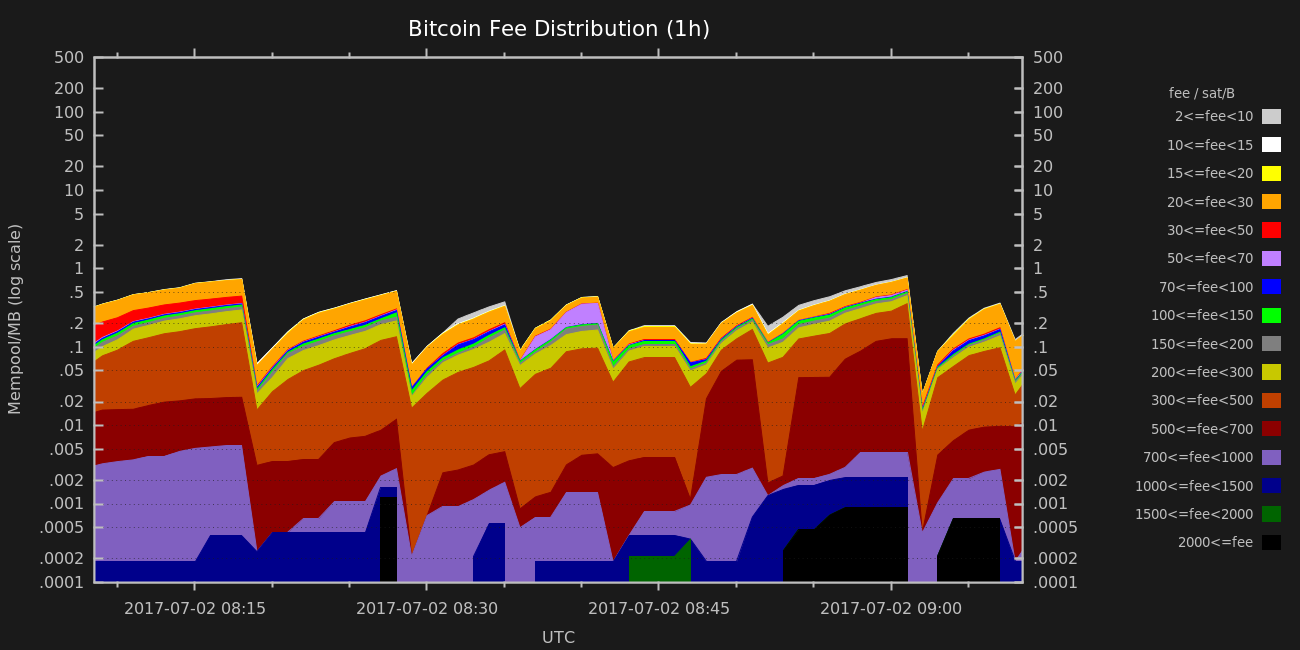 Bitcoin Fee Distribution (1h)
500 500
200 200
100 100
50 50
20 20
10 10
5 5
2 2
1 1
.5 .5
.2 .2
.1 .1
.05 .05
.02 .02
.01 .01
.005 .005
.002 .002
.001 .001
.0005 .0005
.0002 .0002
.0001 .0001
Mempool/MB (log scale)
2017-07-02 08:15 2017-07-02 08:30 2017-07-02 08:45 2017-07-02 09:00
UTC
fee / sat/B
2<=fee<10
10<=fee<15
15<=fee<20
20<=fee<30
30<=fee<50
50<=fee<70
70<=fee<100
100<=fee<150
150<=fee<200
200<=fee<300
300<=fee<500
500<=fee<700
700<=fee<1000
1000<=fee<1500
1500<=fee<2000
2000<=fee